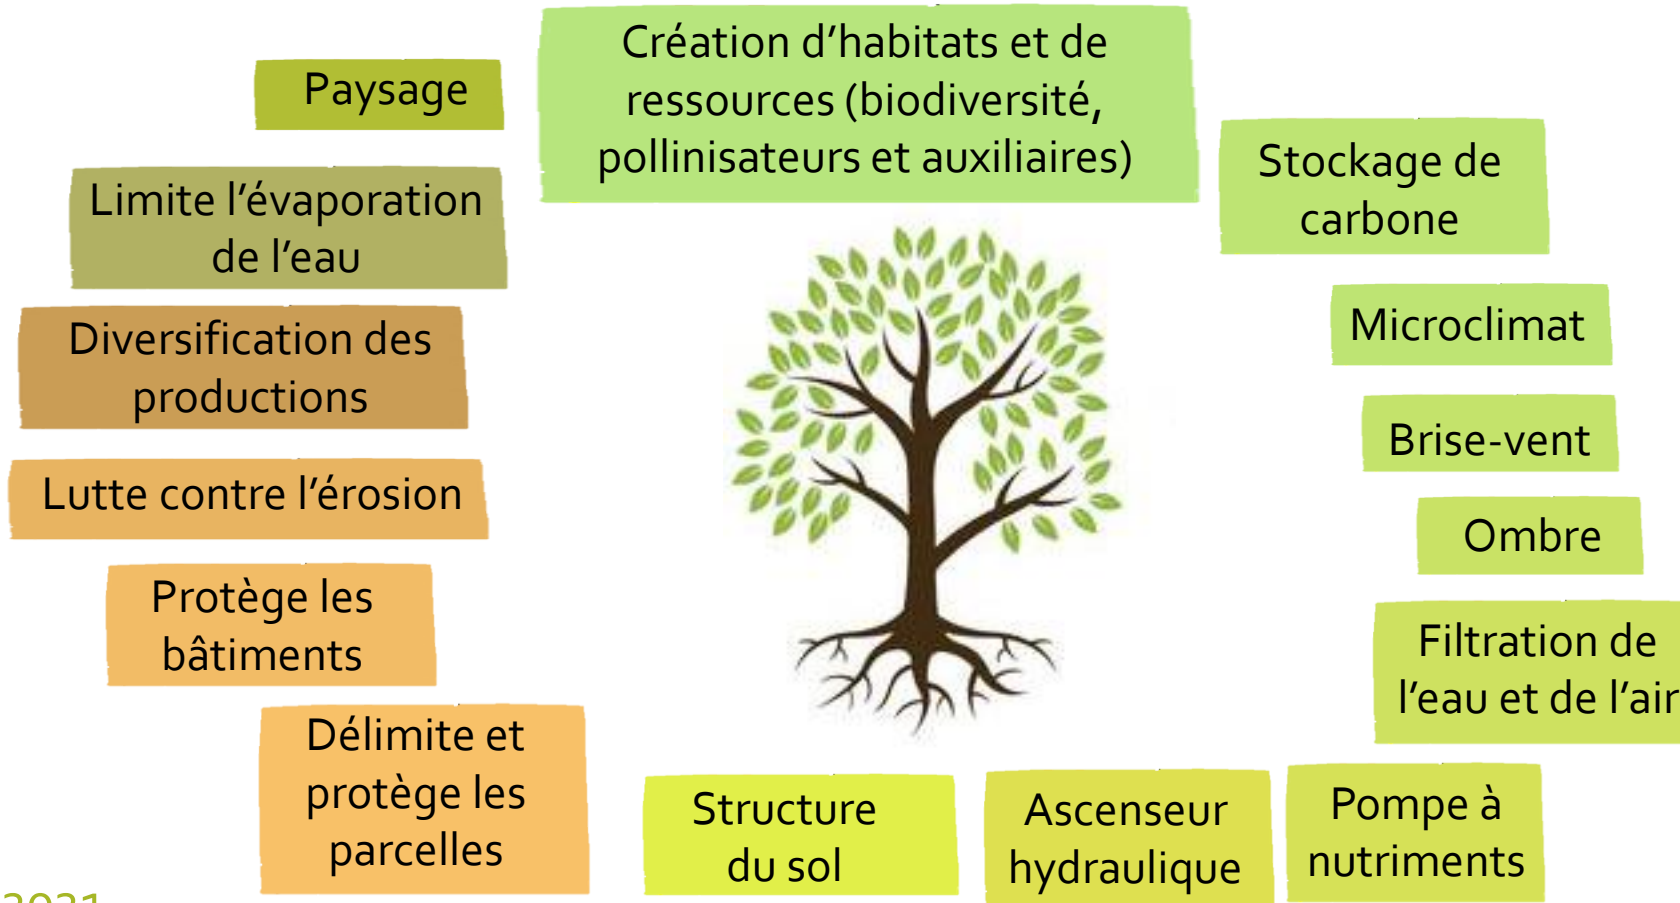 Création d’habitats et de
ressources (biodiversité,
pollinisateurs et auxiliaires)
Paysage
Stockage de
carbone
Limite l’évaporation
de l’eau
Microclimat
Diversification des
productions
Brise-vent
Lutte contre l’érosion
Ombre
Protège les
bâtiments
Filtration de
l’eau et de l’air
Délimite et
protège les
parcelles
Structure
du sol
Ascenseur
hydraulique
Pompe à
nutriments
2021